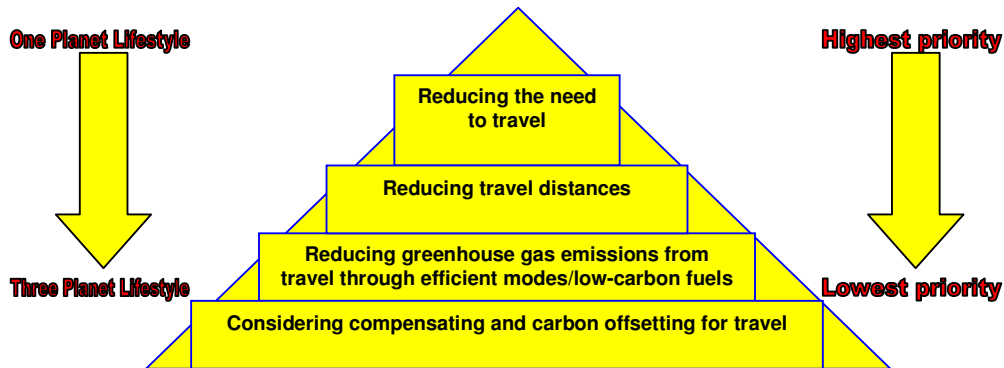 One Planet Lifestyle
Highest priority
Reducing the need
to travel
Reducing travel distances
Reducing greenhouse gas emissions from
travel through efficient modes/low-carbon fuels
Three Planet Lifestyle
Lowest priority
Considering compensating and carbon offsetting for travel